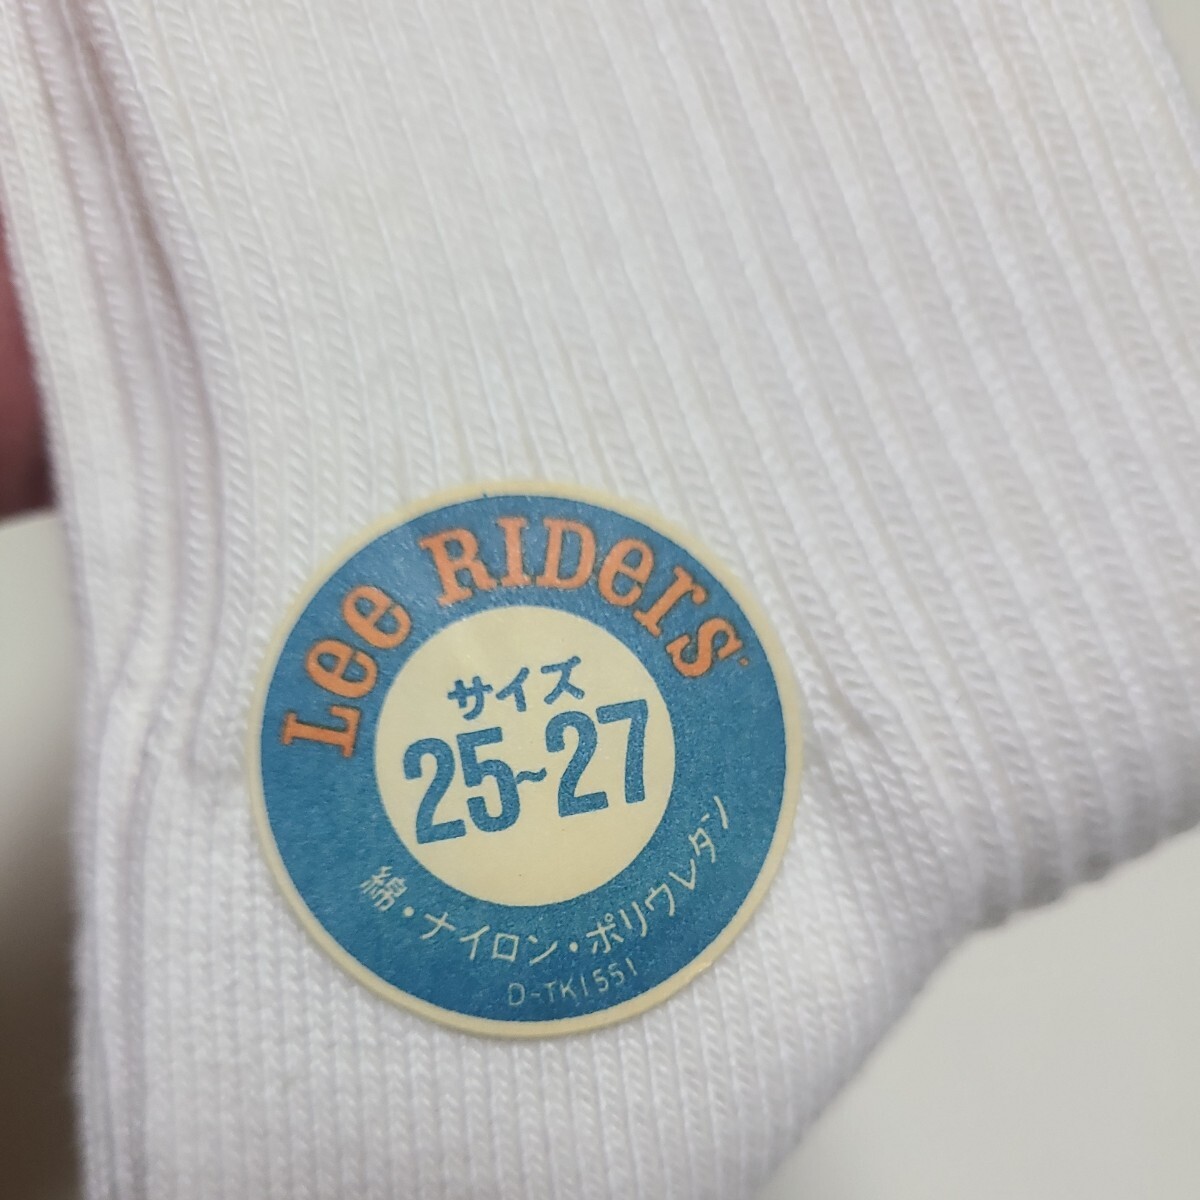 Lee RIDerS
サイズ
25~27
綿・ナイロン・ポリウレタン
D-TK1551